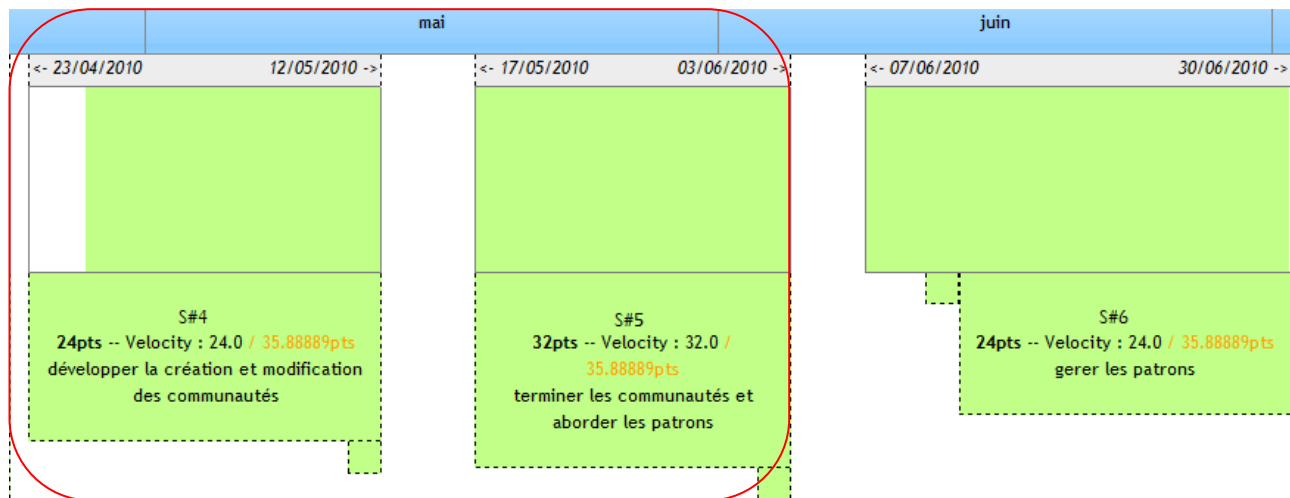 mai
juin
<- 23/04/2010 12/05/2010 ->
<- 17/05/2010 03/06/2010 ->
<- 07/06/2010 30/06/2010 ->
S#4
24pts -- Velocity : 24.0 / 35.88889pts
développer la création et modification
des communautés
S#5
32pts -- Velocity : 32.0 /
35.88889pts
terminer les communautés et
aborder les patrons
S#6
24pts -- Velocity : 24.0 / 35.88889pts
gerer les patrons